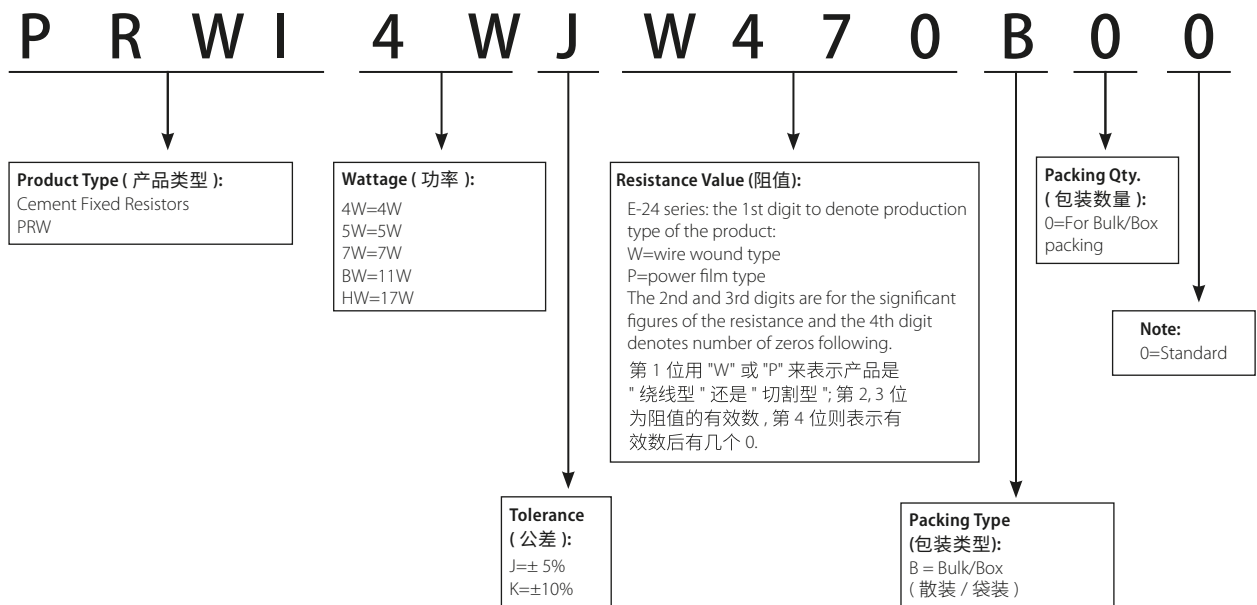 P R W I 4 W J W 4 7 0 B 0 0
Product Type ( 产品类型 ):
Cement Fixed Resistors
PRW
Wattage ( 功率 ):
4W=4W
5W=5W
7W=7W
BW=11W
HW=17W
Resistance Value (阻值):
E-24 series: the 1st digit to denote production
type of the product:
W=wire wound type
P=power film type
The 2nd and 3rd digits are for the significant
figures of the resistance and the 4th digit
denotes number of zeros following.
第 1 位用 "W" 或 "P" 来表示产品是
" 绕线型 " 还是 " 切割型 "; 第 2, 3 位
为阻值的有效数 , 第 4 位则表示有
效数后有几个 0.
Packing Qty.
( 包装数量 ):
0=For Bulk/Box
packing
Note:
0=Standard
Tolerance
( 公差 ):
J=± 5%
K=±10%
Packing Type
(包装类型):
B = Bulk/Box
( 散装 / 袋装 )